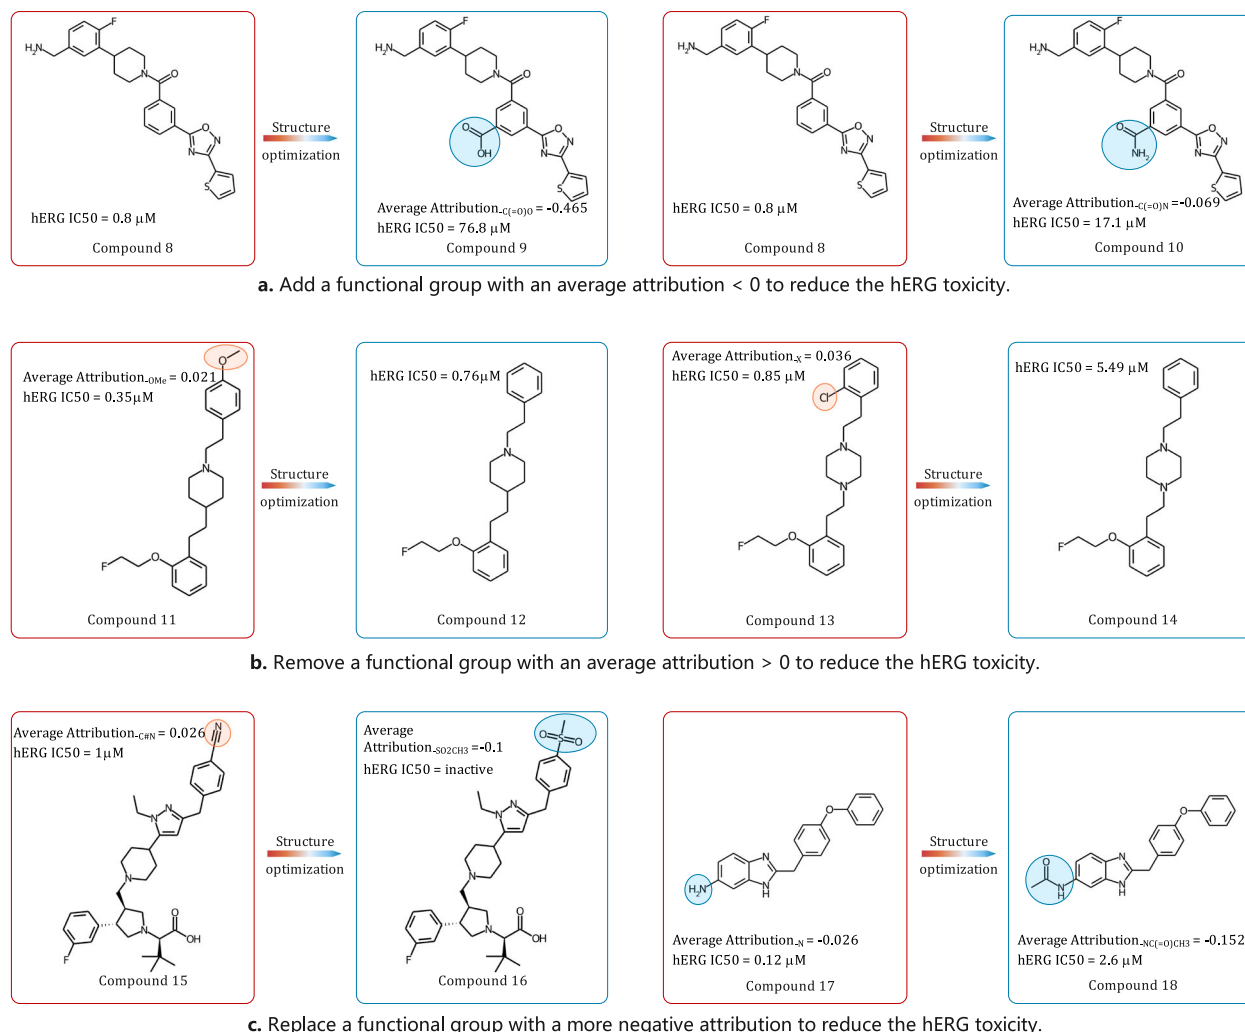 F
H₂N
N
O
O
N
N
S
hERG IC50 = 0.8 μM
Compound 8
Structure
optimization
F
H₂N
N
O
O
OH
O
N
N
S
Average Attribution-C(=O)O = -0.465
hERG IC50 = 76.8 μM
Compound 9
F
H₂N
N
O
O
N
N
S
hERG IC50 = 0.8 μM
Compound 8
Structure
optimization
F
H₂N
N
O
O
NH₂
O
N
N
S
Average Attribution-C(=O)N = -0.069
hERG IC50 = 17.1 μM
Compound 10
a. Add a functional group with an average attribution < 0 to reduce the hERG toxicity.
O
Average Attribution-OMe = 0.021
hERG IC50 = 0.35μM
N
O
F
Compound 11
Structure
optimization
hERG IC50 = 0.76μM
N
O
F
Compound 12
Average Attribution-X = 0.036
hERG IC50 = 0.85 μM
Cl
N
N
O
F
Compound 13
Structure
optimization
hERG IC50 = 5.49 μM
N
N
O
F
Compound 14
b. Remove a functional group with an average attribution > 0 to reduce the hERG toxicity.
N
Average Attribution-C#N = 0.026
hERG IC50 = 1μM
N
N
N
N
O
OH
F
Compound 15
Structure
optimization
Average
Attribution-SO2CH3 =-0.1
hERG IC50 = inactive
O
S
O
N
N
N
N
O
OH
F
Compound 16
O
N
H₂N
N
H
Average Attribution-N = -0.026
hERG IC50 = 0.12 μM
Compound 17
Structure
optimization
O
O
N
N
H
N
H
Average Attribution-NC(=O)CH3 = -0.152
hERG IC50 = 2.6 μM
Compound 18
c. Replace a functional group with a more negative attribution to reduce the hERG toxicity.